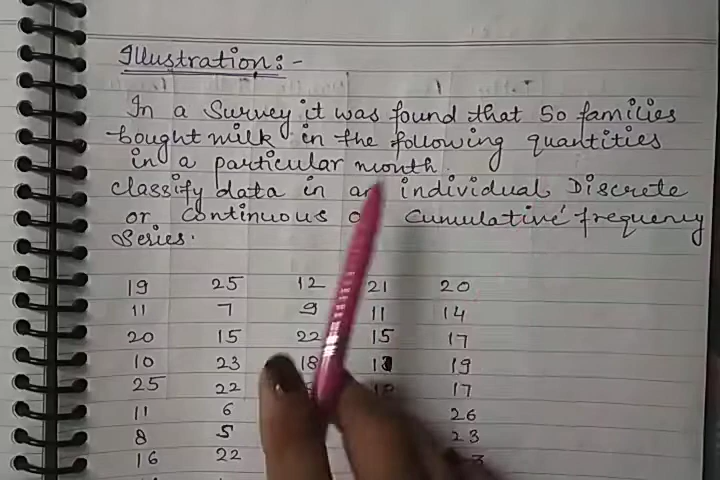 Illustration:-
In a Survey it was found that 50 families
bought milk in the following quantities
in a particular month.
classify data in an individual Discrete
or continuous or Cumulative frequency
Series.
19 25 12 21 20
11 7 9 11 14
20 15 22 15 17
10 23 18 19
25 22 17
11 6 26
8 5 23
16 22